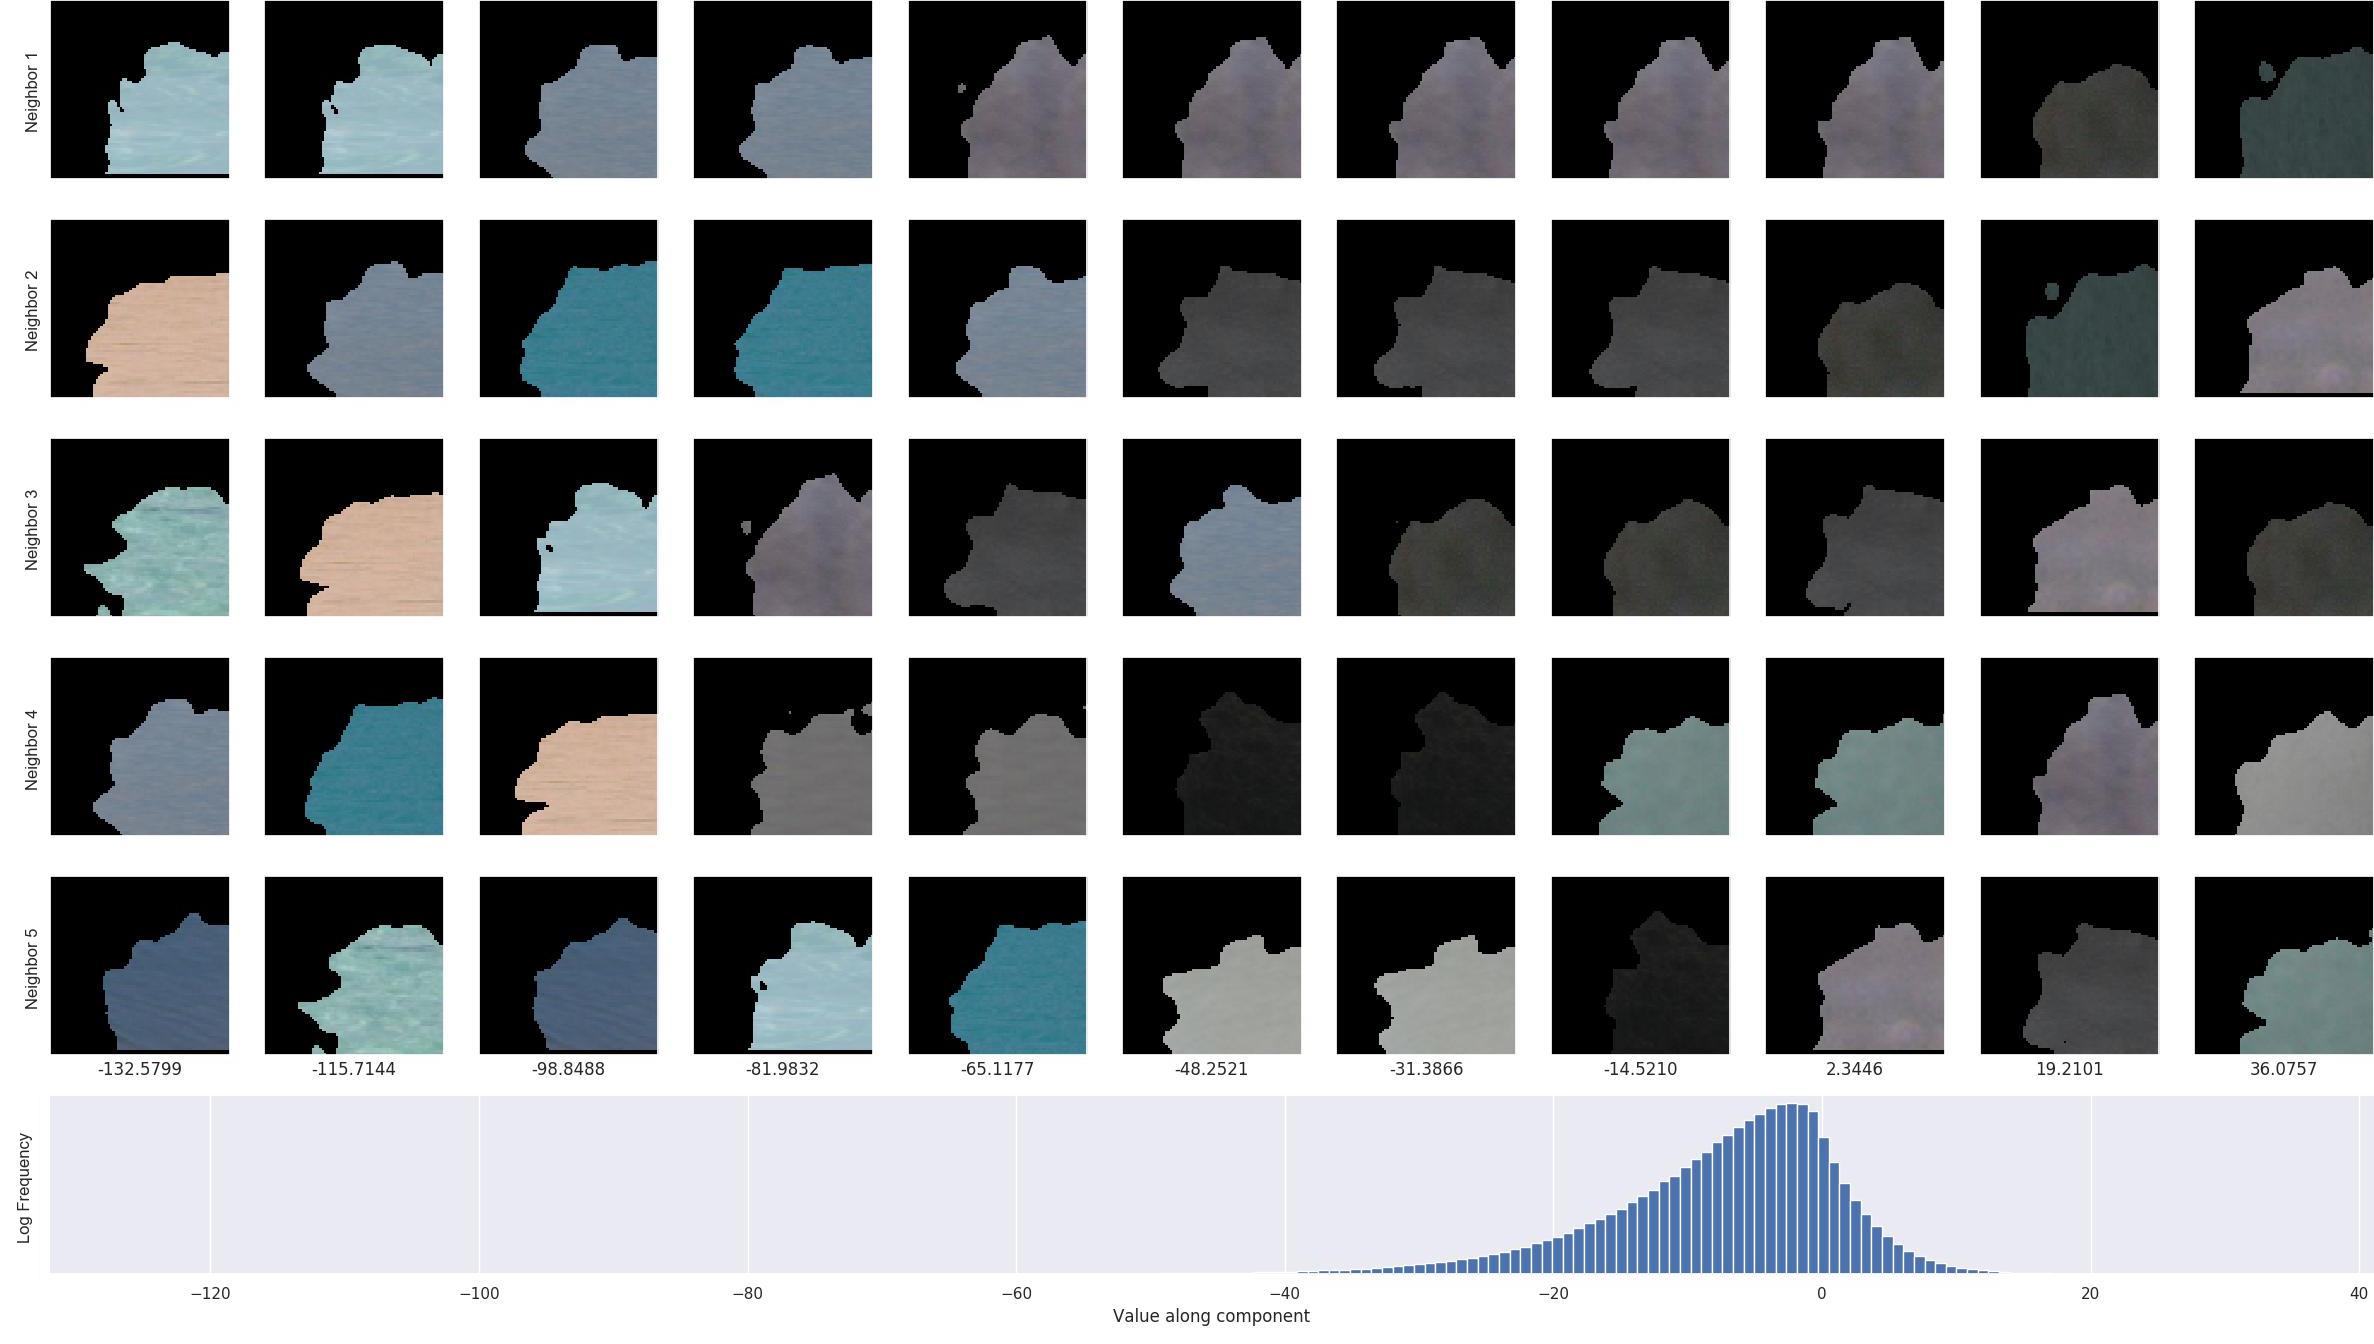 Neighbor 1
Neighbor 2
Neighbor 3
Neighbor 4
Neighbor 5
-132.5799 -115.7144 -98.8488 -81.9832 -65.1177 -48.2521 -31.3866 -14.5210 2.3446 19.2101 36.0757
Log Frequency
−120 −100 −80 −60 −40 −20 0 20 40
Value along component